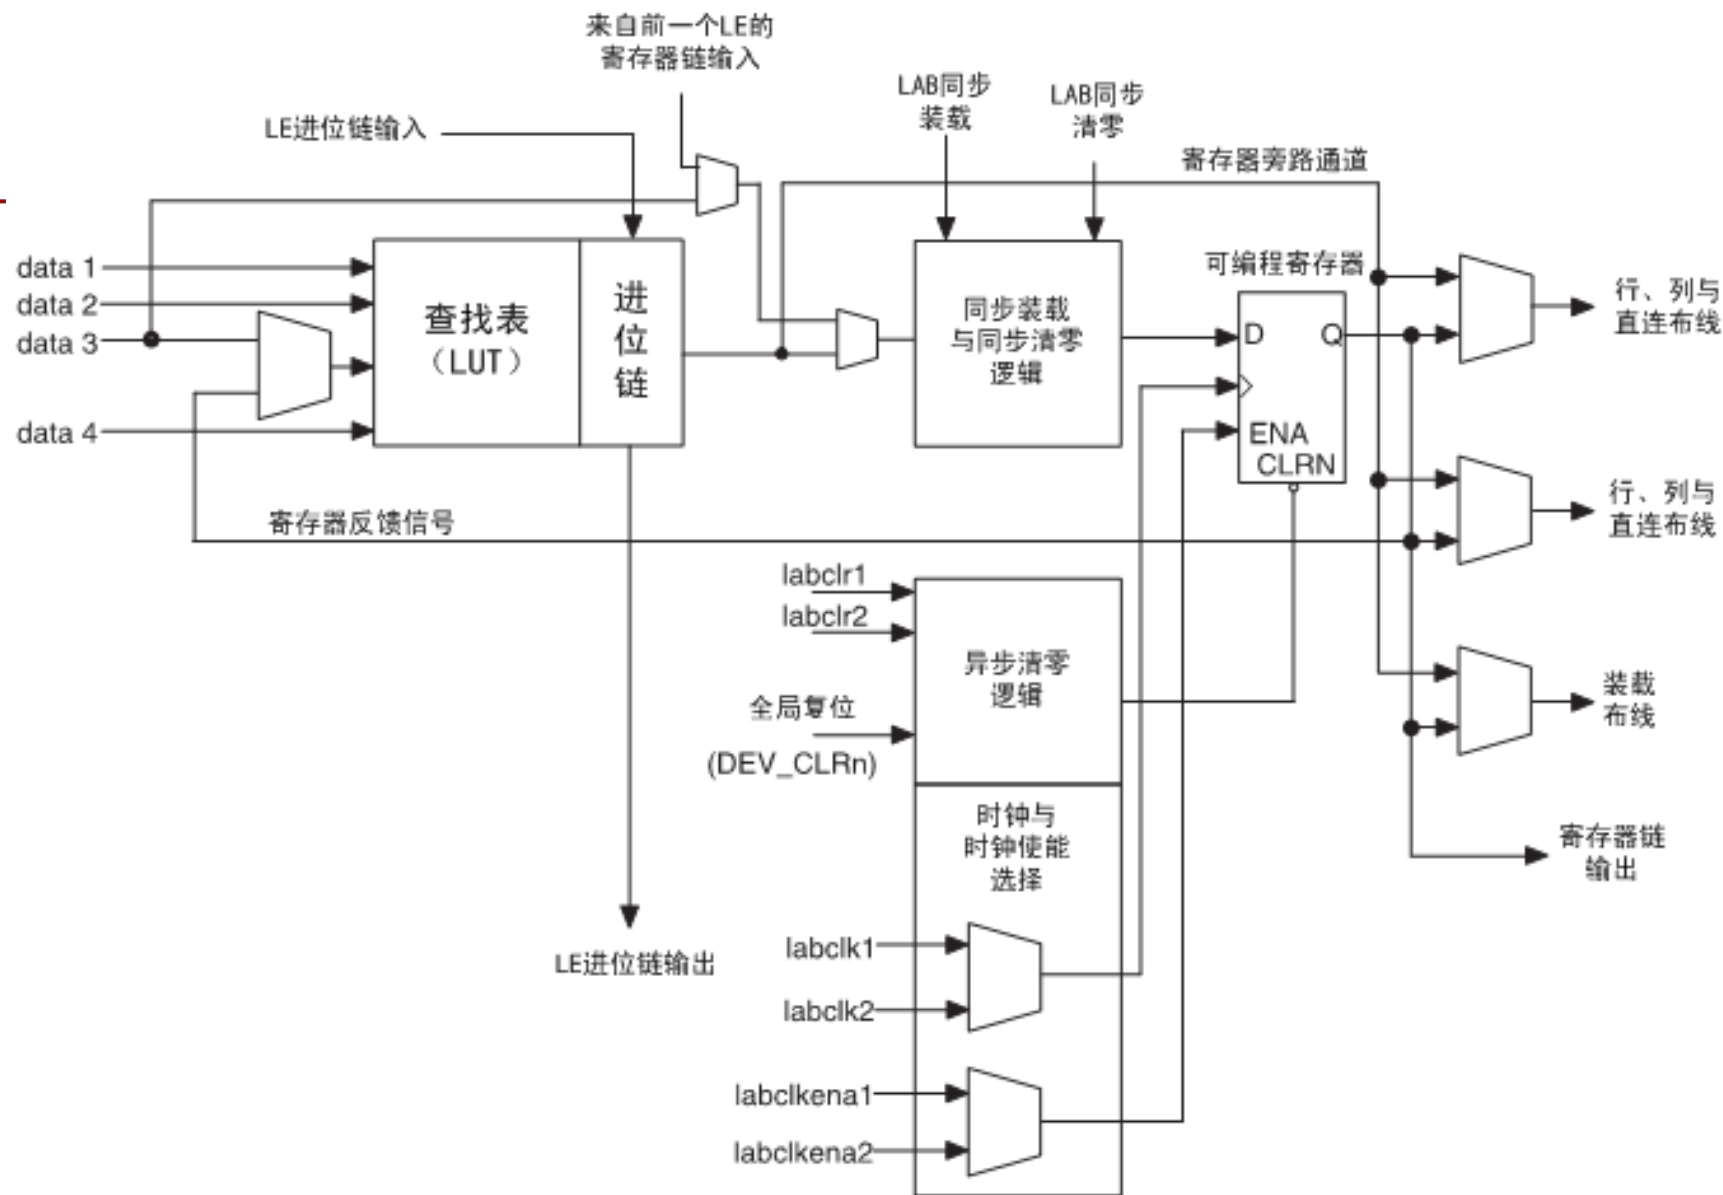 来自前一个LE的
寄存器链输入
LAB同步
装载
LAB同步
清零
LE进位链输入
寄存器旁路通道
data 1
data 2
data 3
data 4
查找表
（LUT）
进
位
链
同步装载
与同步清零
逻辑
可编程寄存器
D
Q
ENA
CLRN
行、列与
直连布线
行、列与
直连布线
寄存器反馈信号
labclr1
labclr2
异步清零
逻辑
全局复位
(DEV_CLRn)
装载
布线
时钟与
时钟使能
选择
寄存器链
输出
LE进位链输出
labclk1
labclk2
labclkena1
labclkena2